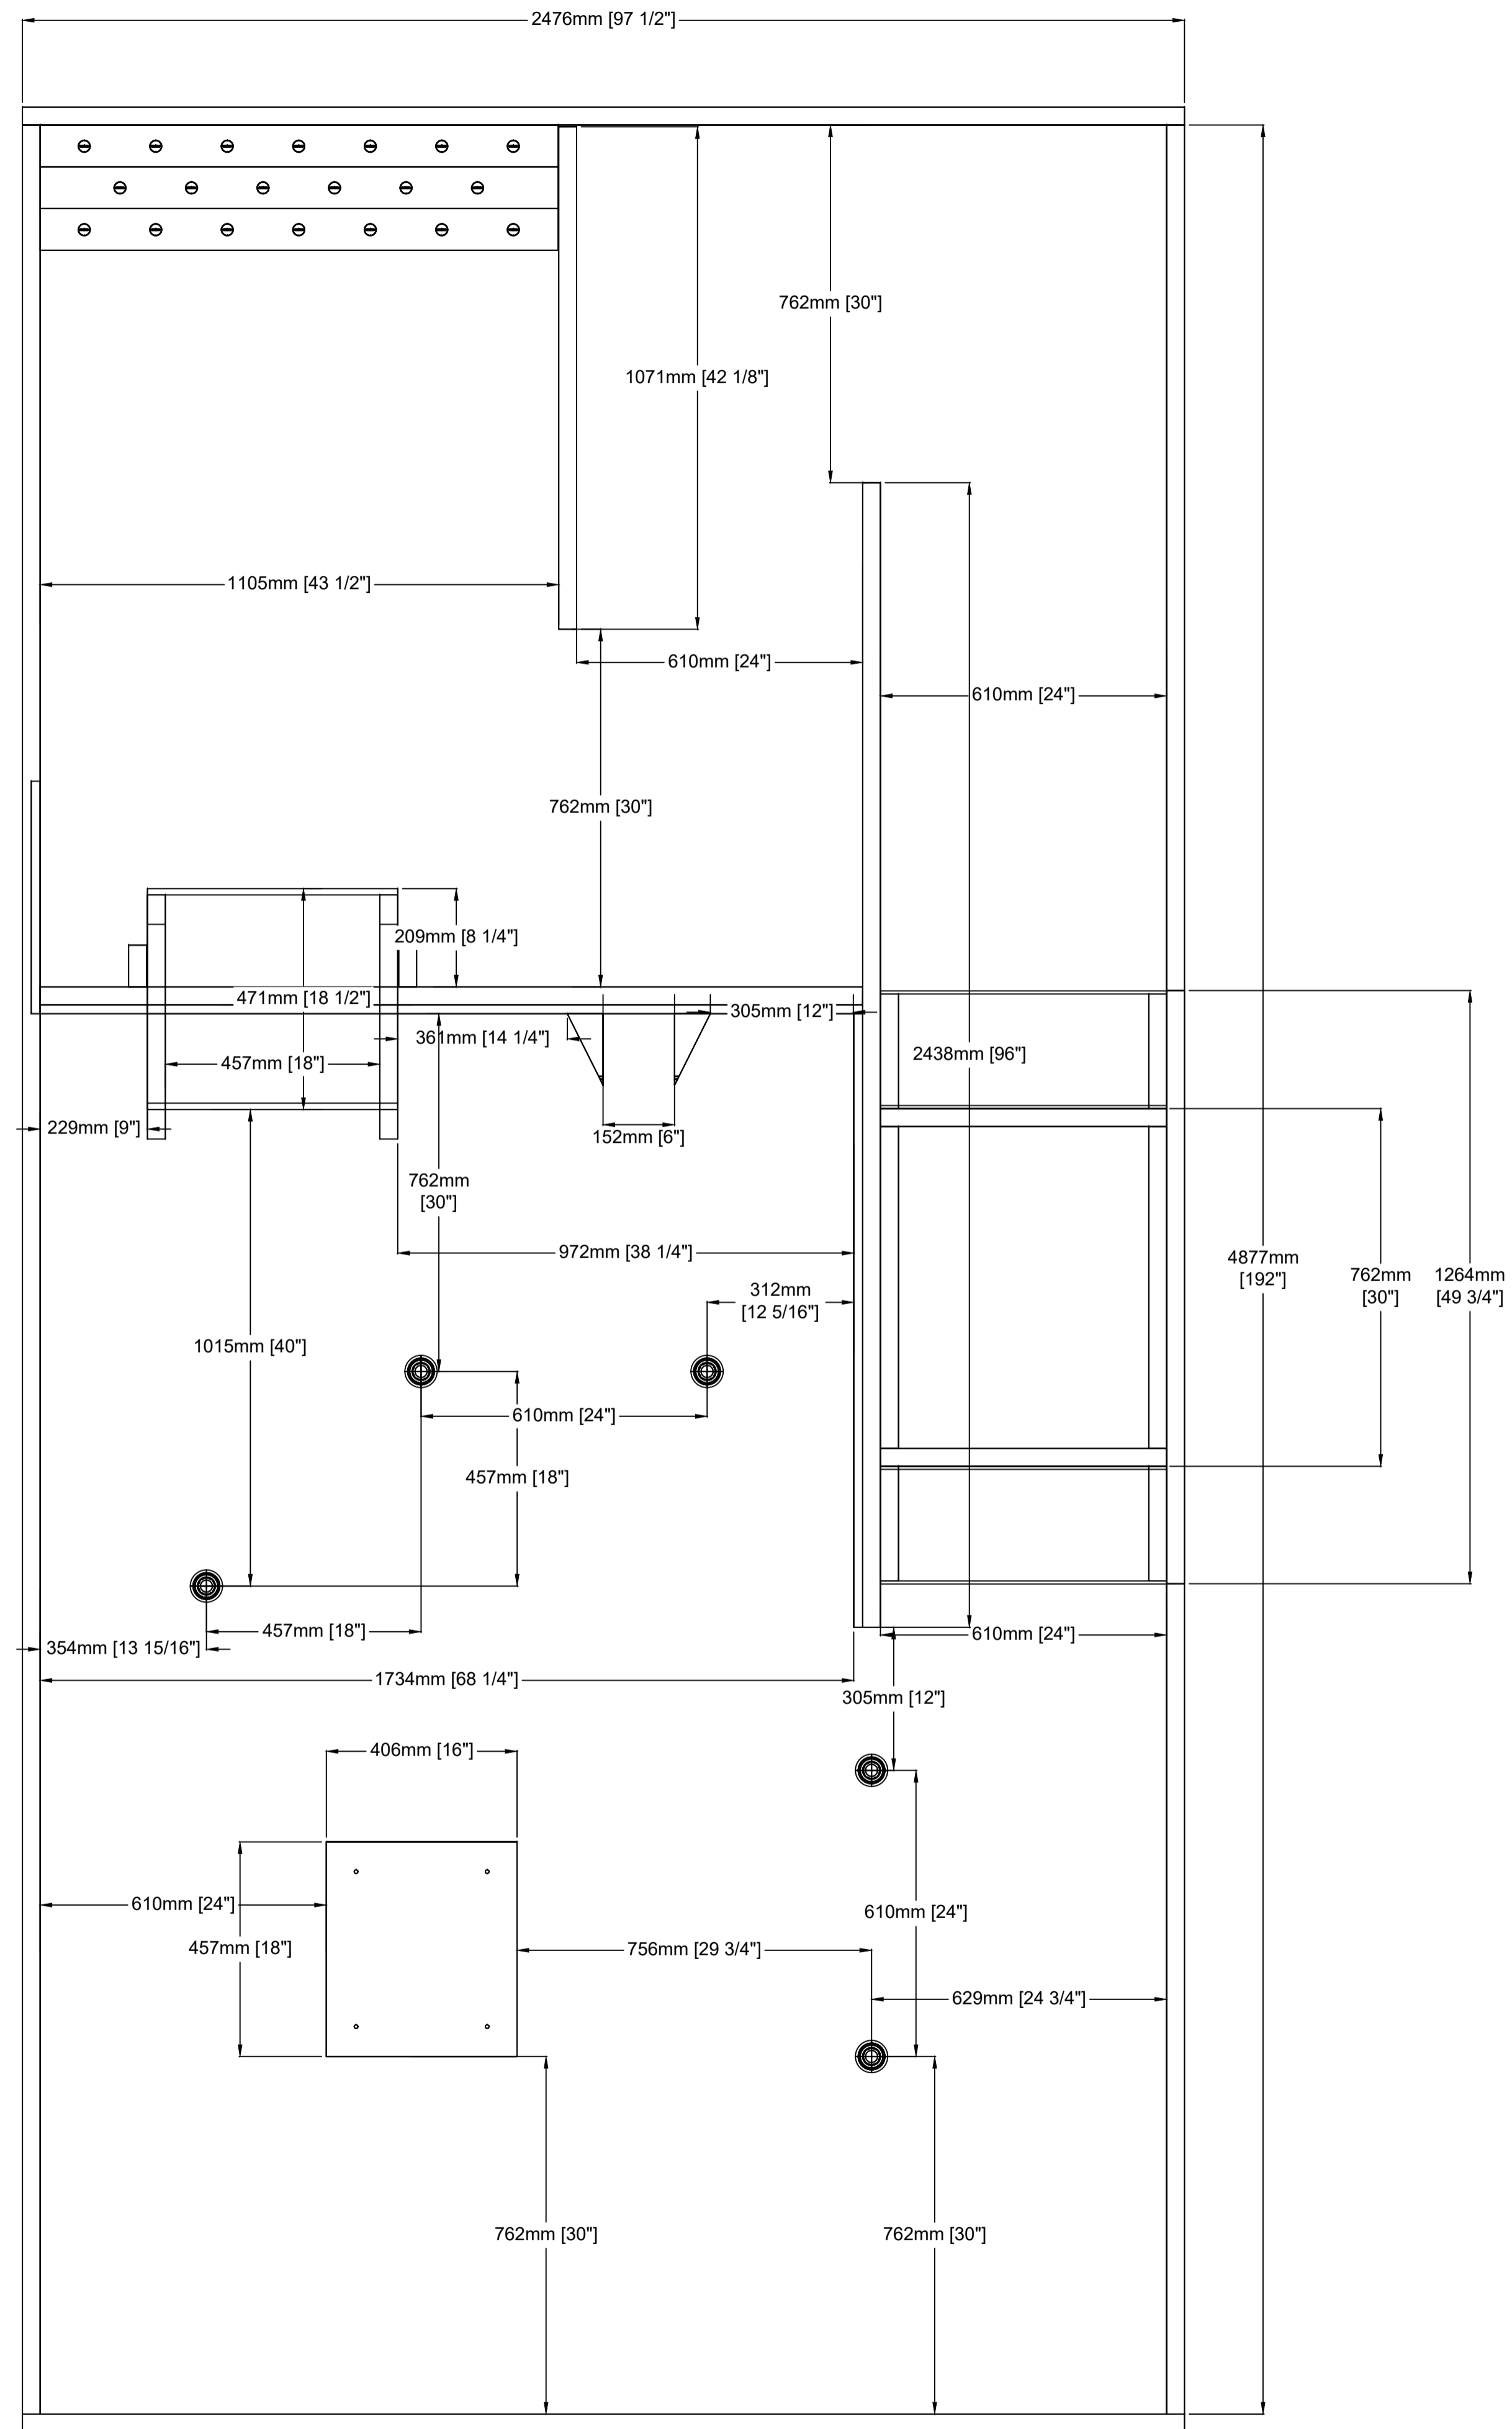 2476mm [97 1/2"]
762mm [30"]
1071mm [42 1/8"]
1105mm [43 1/2"]
610mm [24"]
610mm [24"]
762mm [30"]
209mm [8 1/4"]
471mm [18 1/2"]
305mm [12"]
361mm [14 1/4"]
2438mm [96"]
457mm [18"]
229mm [9"]
152mm [6"]
762mm
[30"]
972mm [38 1/4"]
4877mm
[192"]
762mm
[30"]
1264mm
[49 3/4"]
312mm
[12 5/16"]
1015mm [40"]
610mm [24"]
457mm [18"]
457mm [18"]
610mm [24"]
354mm [13 15/16"]
1734mm [68 1/4"]
305mm [12"]
406mm [16"]
610mm [24"]
610mm [24"]
457mm [18"]
756mm [29 3/4"]
629mm [24 3/4"]
762mm [30"]
762mm [30"]